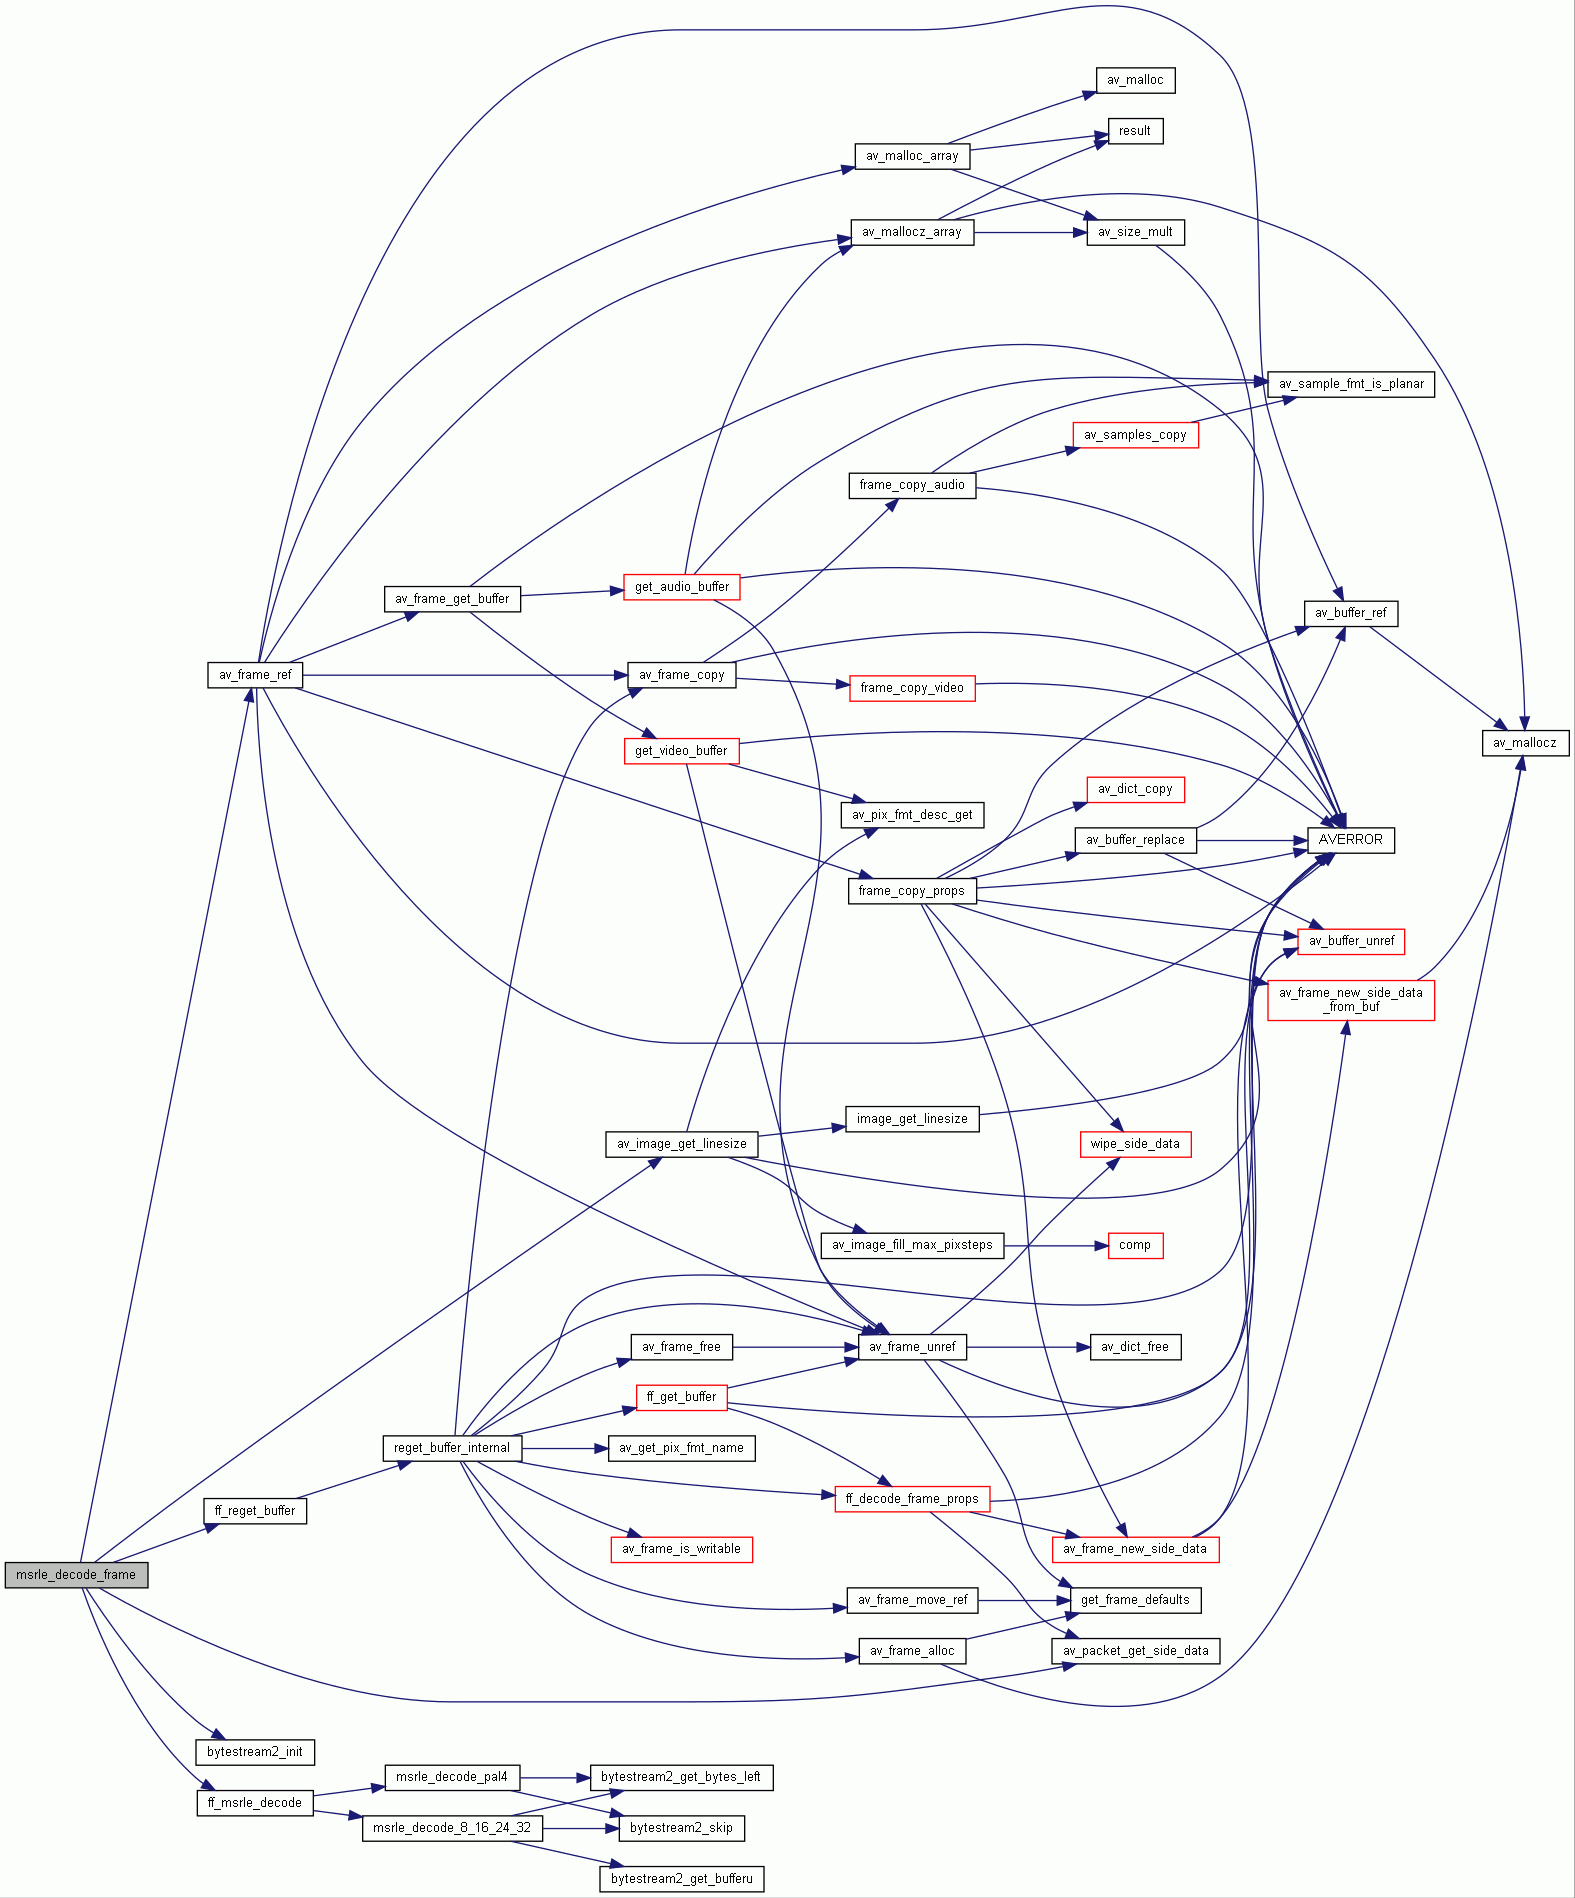 av_malloc
result
av_malloc_array
av_mallocz_array
av_size_mult
av_sample_fmt_is_planar
av_samples_copy
frame_copy_audio
get_audio_buffer
av_frame_get_buffer
av_buffer_ref
av_frame_ref
av_frame_copy
frame_copy_video
get_video_buffer
av_mallocz
av_dict_copy
av_pix_fmt_desc_get
av_buffer_replace
AVERROR
frame_copy_props
av_buffer_unref
av_frame_new_side_data
_from_buf
image_get_linesize
av_image_get_linesize
wipe_side_data
av_image_fill_max_pixsteps
comp
av_frame_free
av_frame_unref
av_dict_free
ff_get_buffer
reget_buffer_internal
av_get_pix_fmt_name
ff_decode_frame_props
ff_reget_buffer
av_frame_is_writable
av_frame_new_side_data
msrle_decode_frame
av_frame_move_ref
get_frame_defaults
av_frame_alloc
av_packet_get_side_data
bytestream2_init
msrle_decode_pal4
bytestream2_get_bytes_left
ff_msrle_decode
msrle_decode_8_16_24_32
bytestream2_skip
bytestream2_get_bufferu